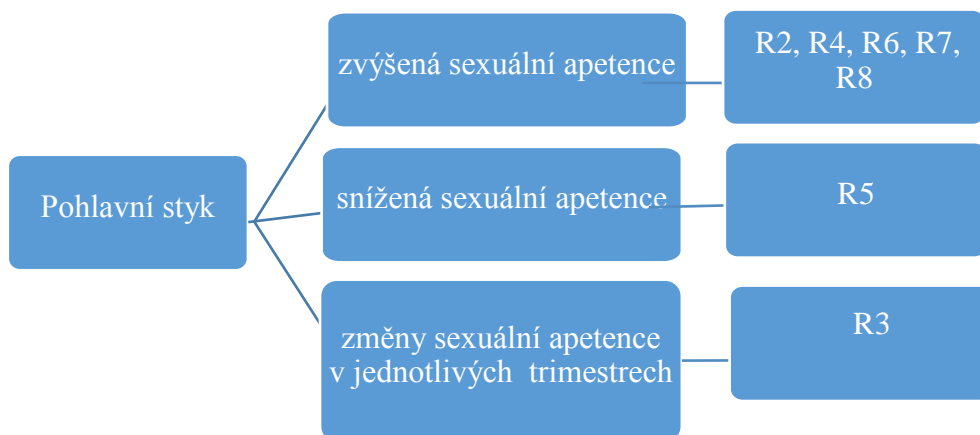 Pohlavní styk
zvýšená sexuální apetence
R2, R4, R6, R7,
R8
snížená sexuální apetence
R5
změny sexuální apetence
v jednotlivých trimestrech
R3